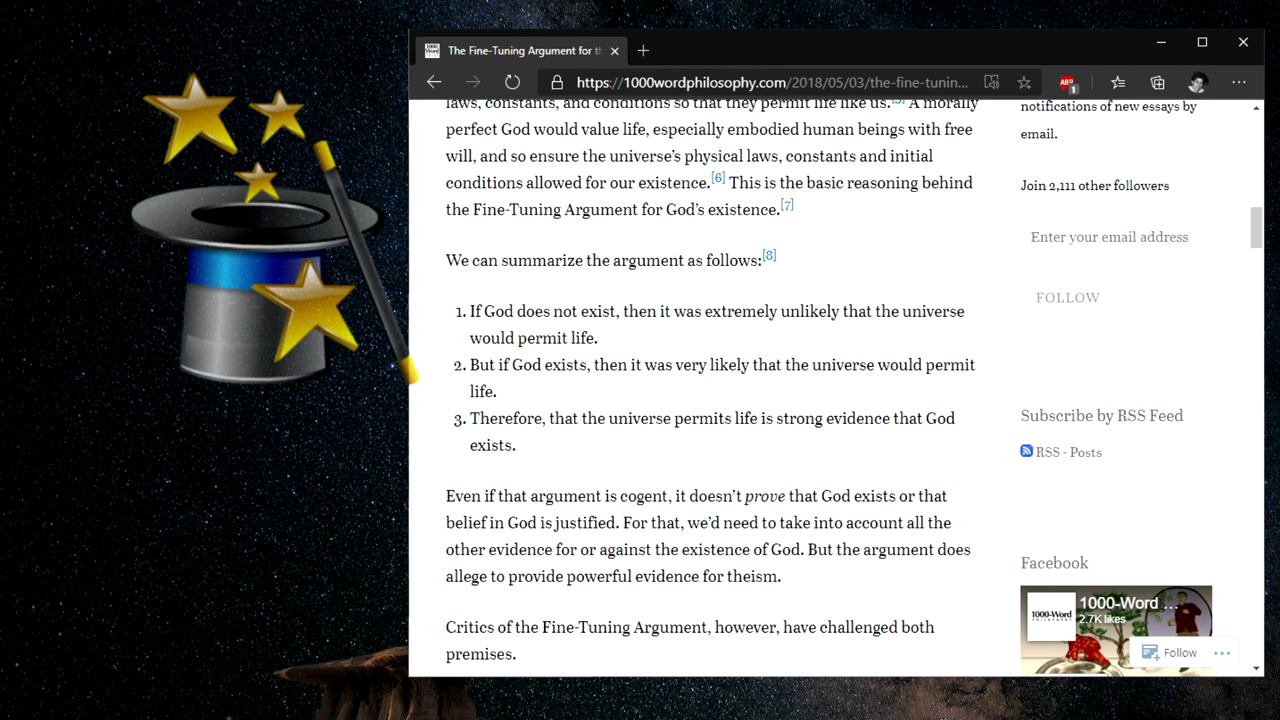 1000 Word
The Fine-Tuning Argument for th
https://1000wordphilosophy.com/2018/05/03/the-fine-tunin...
ABP
1
laws, constants, and conditions so that they permit life like us.[5] A morally
perfect God would value life, especially embodied human beings with free
will, and so ensure the universe's physical laws, constants and initial
conditions allowed for our existence.[6] This is the basic reasoning behind
the Fine-Tuning Argument for God's existence.[7]
We can summarize the argument as follows:[8]
1. If God does not exist, then it was extremely unlikely that the universe
would permit life.
2. But if God exists, then it was very likely that the universe would permit
life.
3. Therefore, that the universe permits life is strong evidence that God
exists.
Even if that argument is cogent, it doesn't prove that God exists or that
belief in God is justified. For that, we'd need to take into account all the
other evidence for or against the existence of God. But the argument does
allege to provide powerful evidence for theism.
Critics of the Fine-Tuning Argument, however, have challenged both
premises.
notifications of new essays by
email.
Join 2,111 other followers
Enter your email address
FOLLOW
Subscribe by RSS Feed
RSS - Posts
Facebook
1000-Word
PHILOSOPHY
1000-Word ...
2.7K likes
Follow